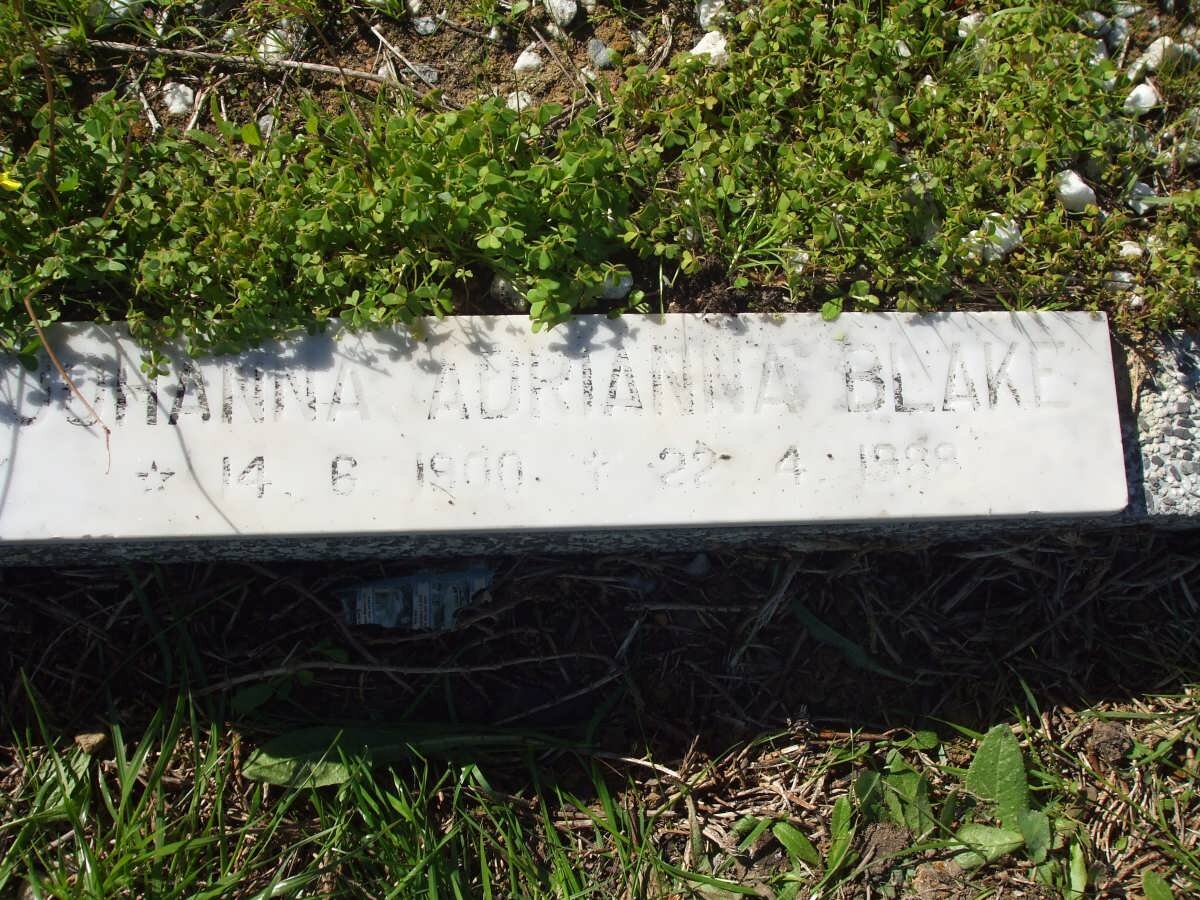 JOHANNA ADRIANNA BLAKE
☆ 14. 6 1900 † 22 4. 1988